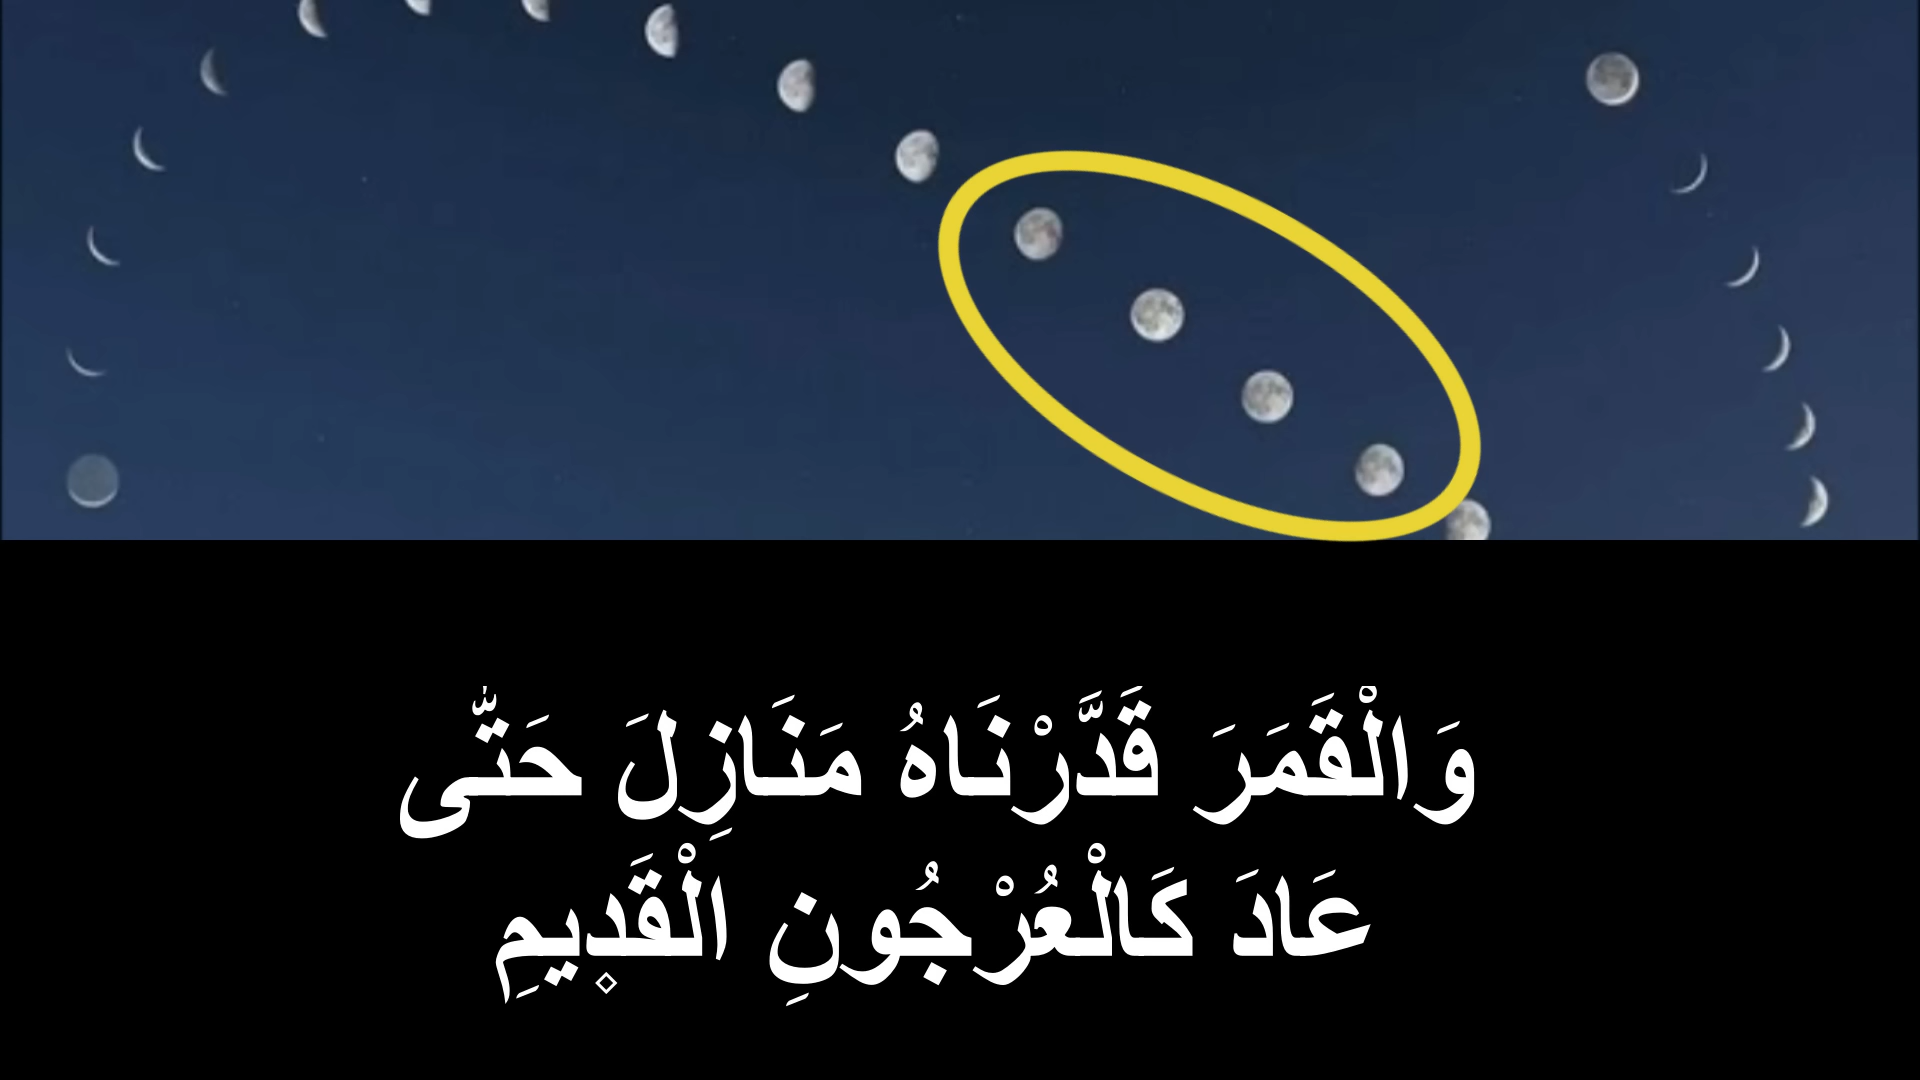 وَالْقَمَرَ قَدَّرْنَاهُ مَنَازِلَ حَتّٰى
عَادَ كَالْعُرْجُونِ الْقَدٖيمِ